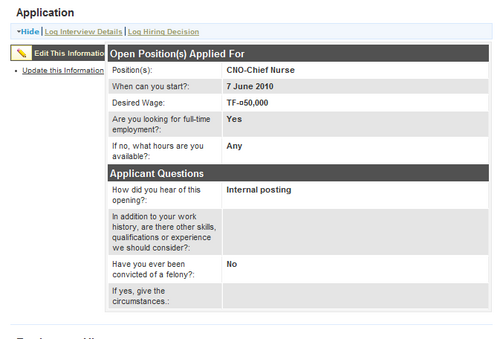 Application
Hide | Log Interview Details | Log Hiring Decision
Edit This Informatio
Open Position(s) Applied For
Update this Information
Position(s):
CNO-Chief Nurse
When can you start?:
7 June 2010
Desired Wage:
TF-¤50,000
Are you looking for full-time
employment?:
Yes
If no, what hours are you
available?:
Any
Applicant Questions
How did you hear of this
opening?:
Internal posting
In addition to your work
history, are there other skills,
qualifications or experience
we should consider?:
Have you ever been
convicted of a felony?:
No
If yes, give the
circumstances.: